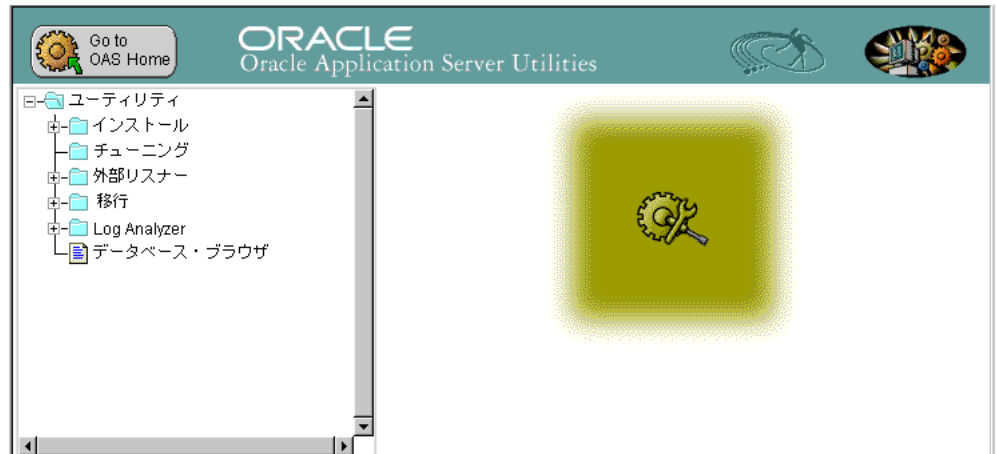 Go to
OAS Home
ORACLE
Oracle Application Server Utilities
ユーティリティ
インストール
チューニング
外部リスナー
移行
Log Analyzer
データベース・ブラウザ